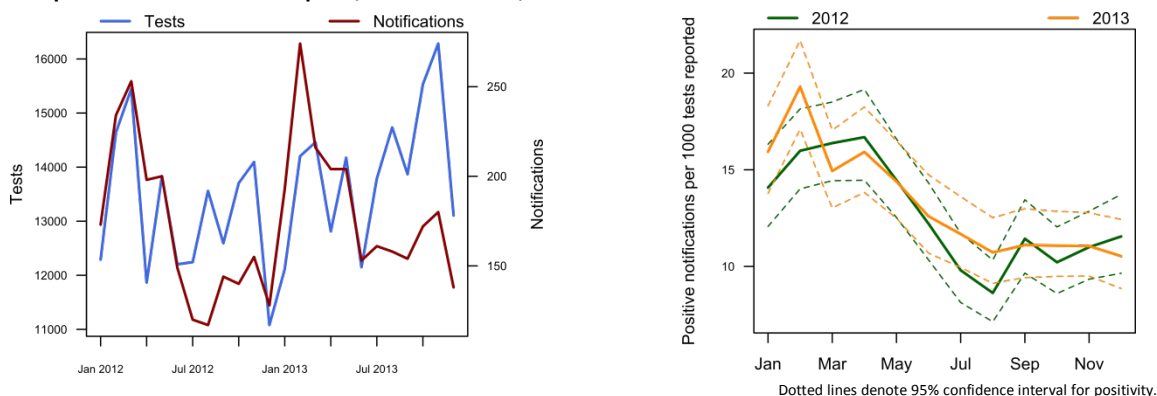 Tests
Notifications
16000
15000
14000
13000
12000
11000
Tests
250
200
150
Notifications
Jan 2012
Jul 2012
Jan 2013
Jul 2013
2012
2013
20
15
10
Positive notifications per 1000 tests reported
Jan
Mar
May
Jul
Sep
Nov
Dotted lines denote 95% confidence interval for positivity.